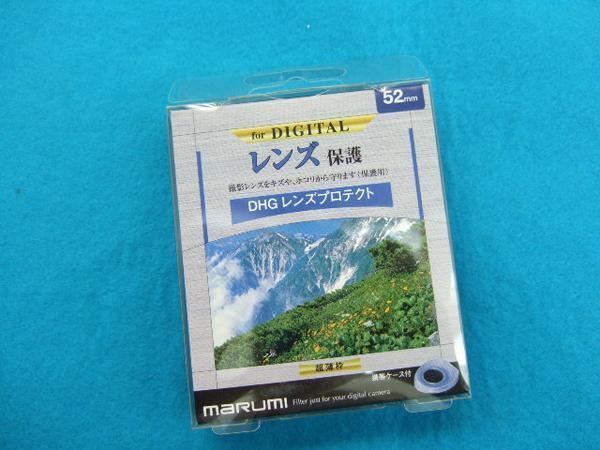 52mm
for DIGITAL
レンズ 保護
撮影レンズをキズや、ホコリから守ります(保護用)
DHG レンズプロテクト
超薄枠
携帯ケース付
marumi Filter just for your digital camera